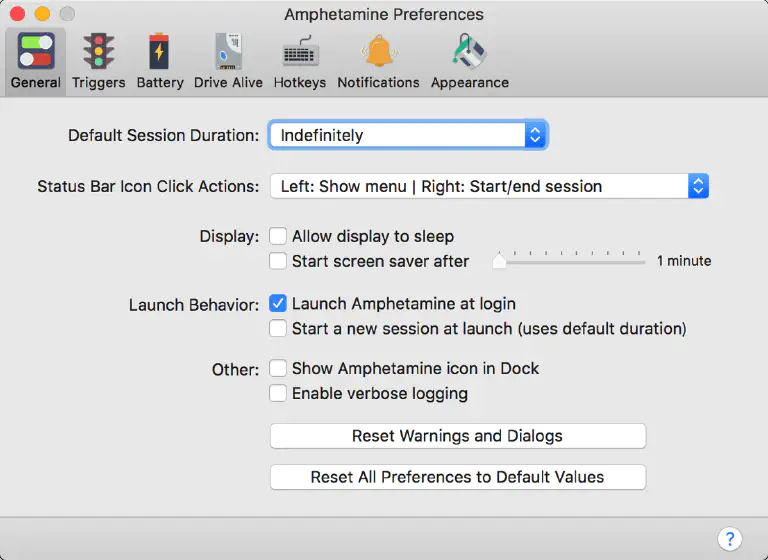 Amphetamine Preferences
General Triggers Battery Drive Alive Hotkeys Notifications Appearance
Default Session Duration: Indefinitely
Status Bar Icon Click Actions: Left: Show menu | Right: Start/end session
Display: Allow display to sleep
Start screen saver after 1 minute
Launch Behavior: Launch Amphetamine at login
Start a new session at launch (uses default duration)
Other: Show Amphetamine icon in Dock
Enable verbose logging
Reset Warnings and Dialogs
Reset All Preferences to Default Values
?